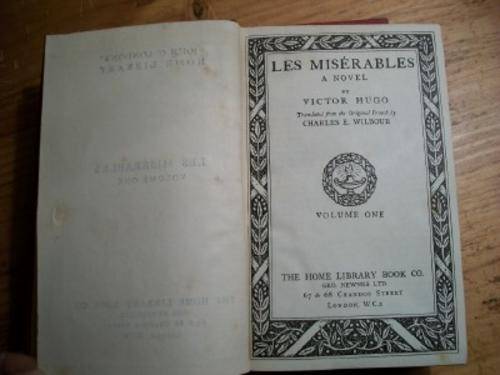 LES MISÉRABLES
A NOVEL
BY
VICTOR HUGO
Translated from the Original French by
CHARLES E. WILBOUR
VOLUME ONE
THE HOME LIBRARY BOOK CO.
GEO. NEWNES LTD.
67 & 68 CHANDOS STREET
LONDON, W.C.2